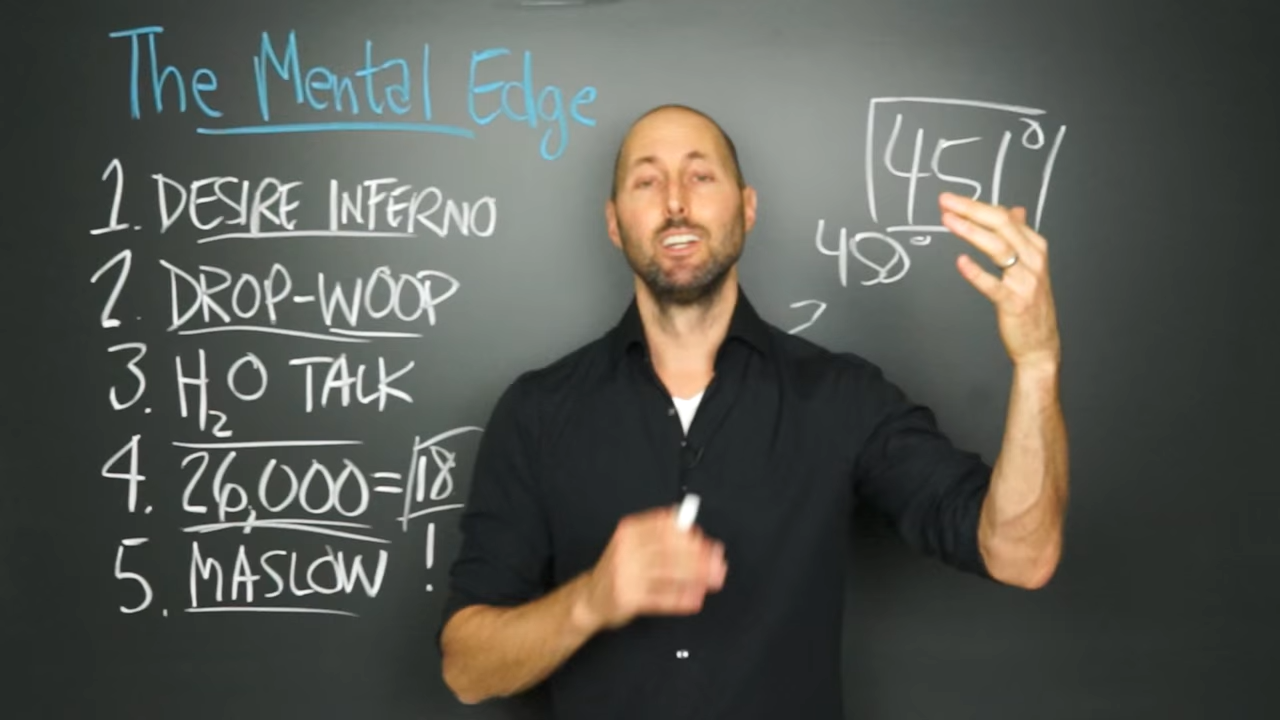 The Mental Edge
1. DESIRE INFERNO
2. DROP-WOOP
3. H₂O TALK
4. 26,000=18
5. MASLOW !
451°